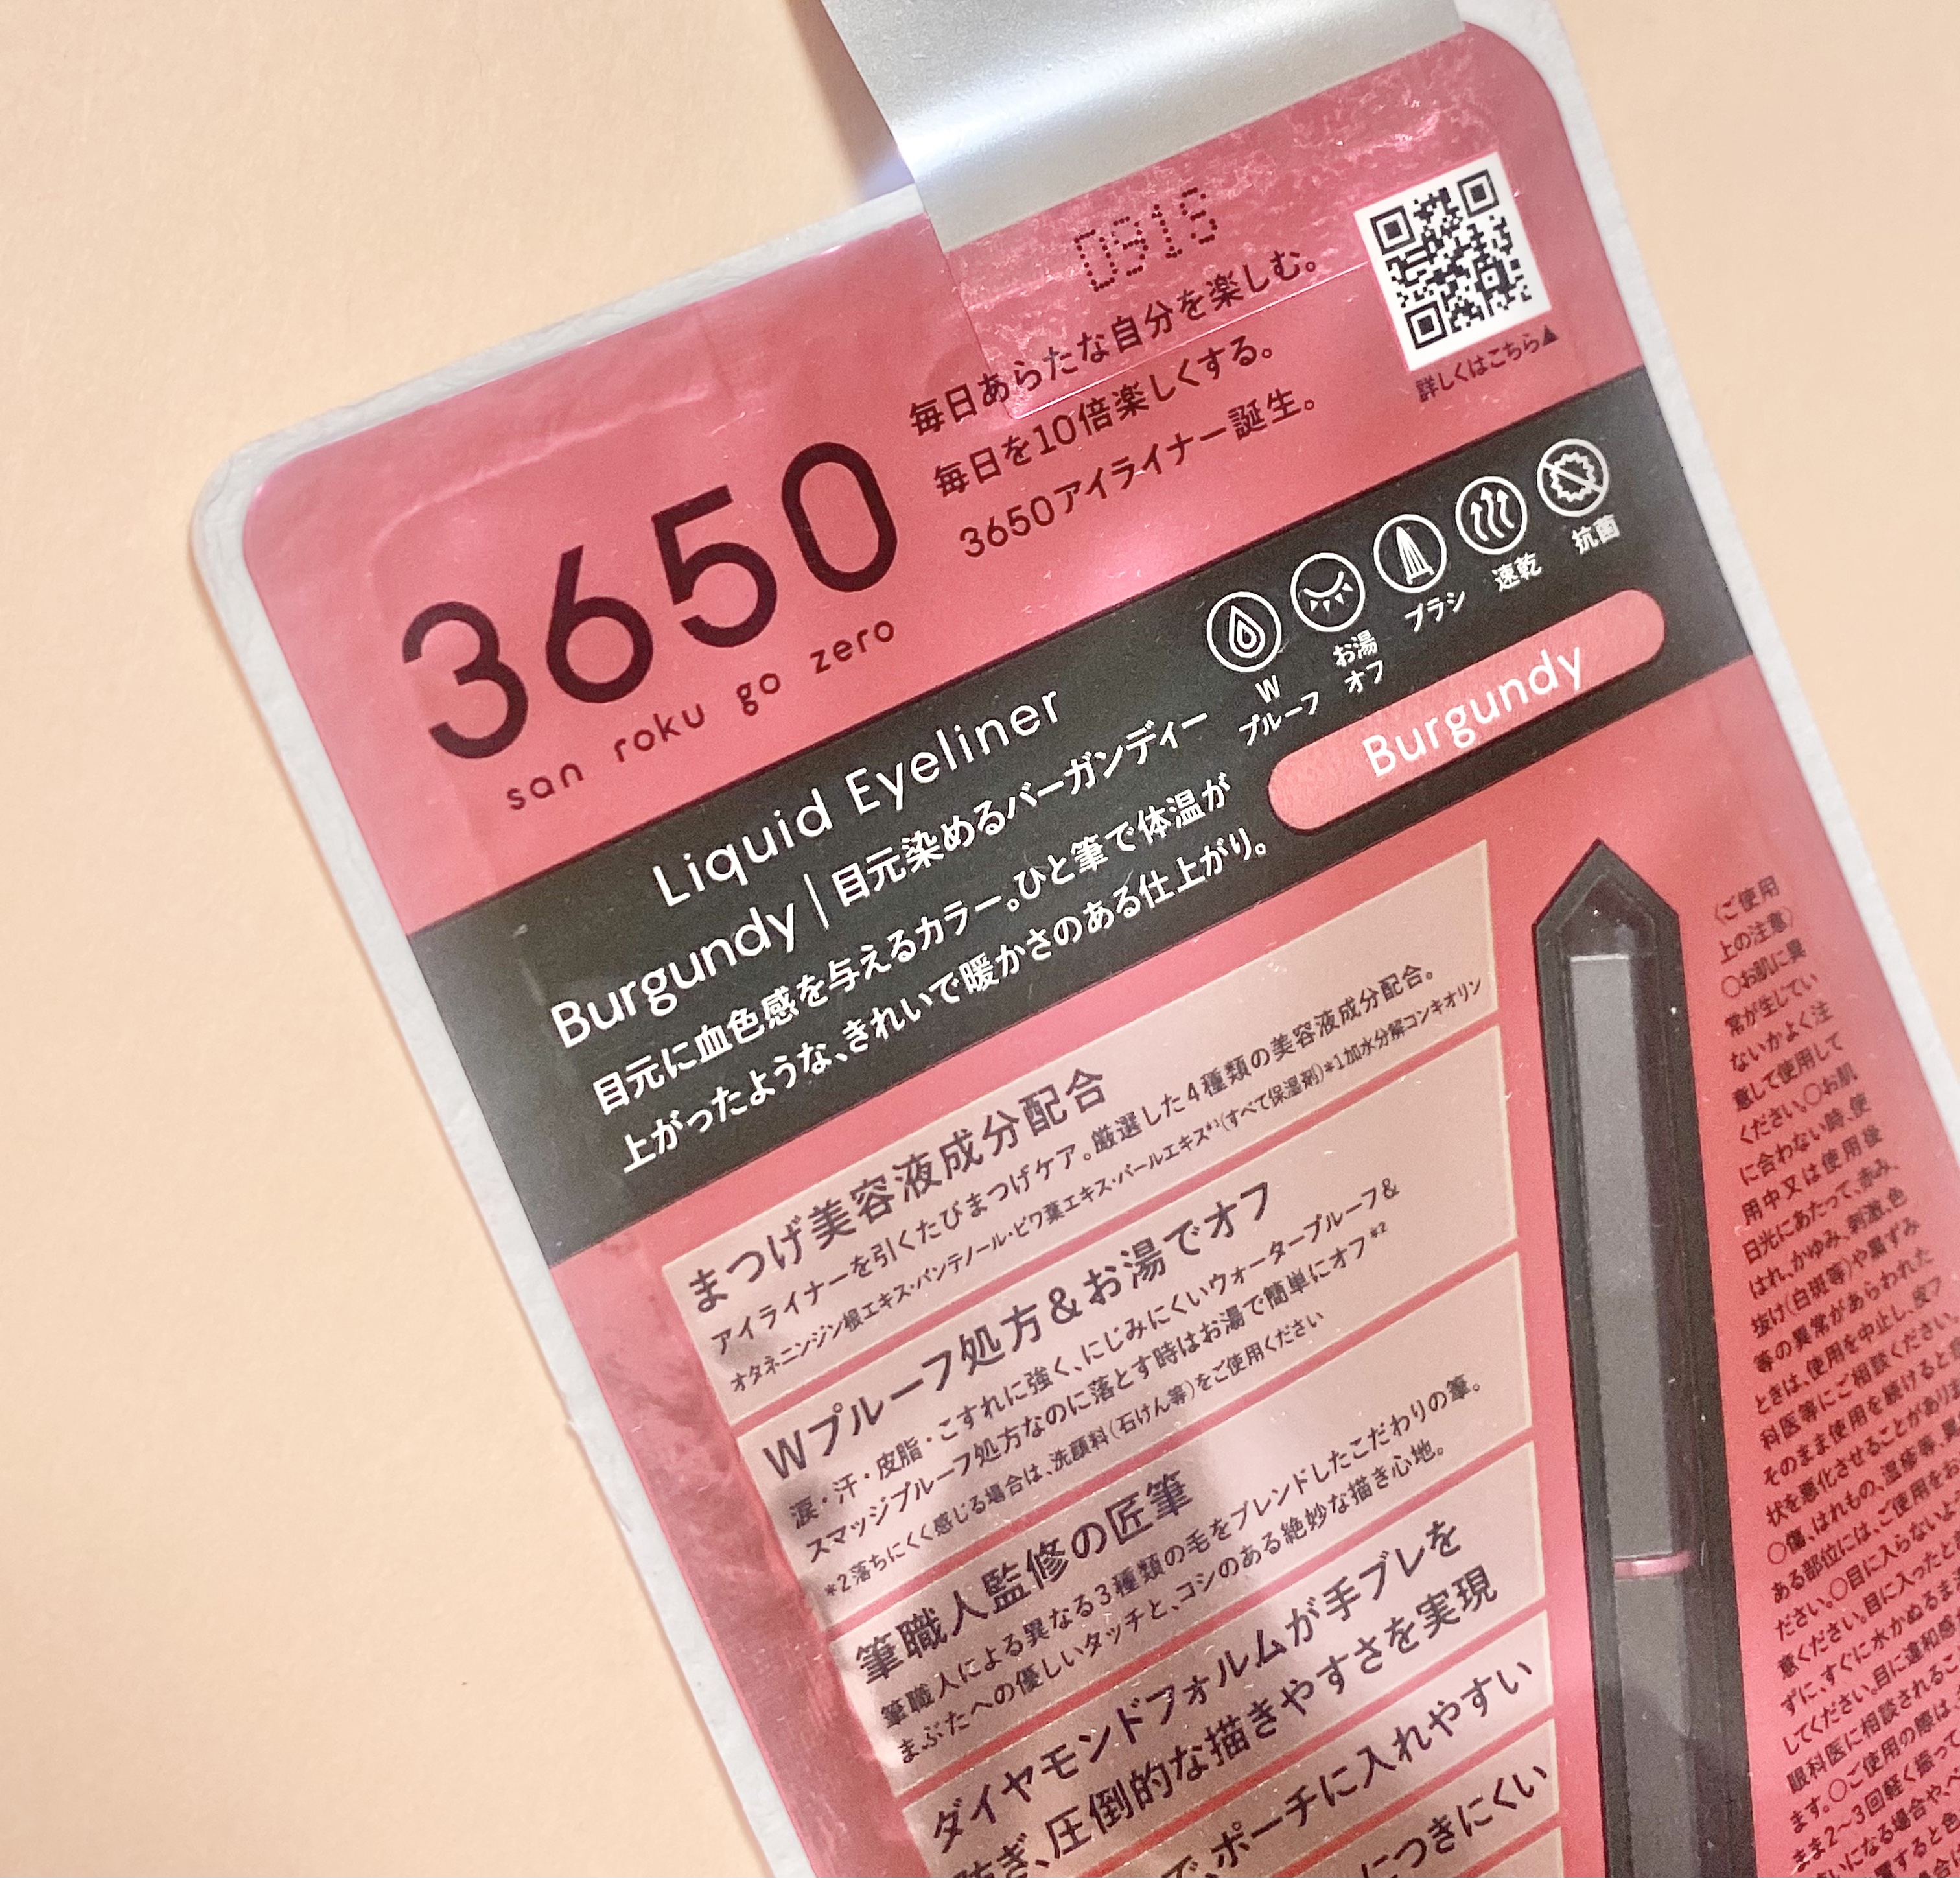 0918
毎日あらたな自分を楽しむ。
毎日を10倍楽しくする。
3650アイライナー誕生。
詳しくはこちら▲
3650
san roku go zero
Liquid Eyeliner
Burgundy｜目元染めるバーガンディー
目元に血色感を与えるカラー。ひと筆で体温が
上がったような、きれいで暖かさのある仕上がり。
W
プルーフ
お湯
オフ
ブラシ
速乾
抗菌
Burgundy
まつげ美容液成分配合
アイライナーを引くたびまつげケア。厳選した4種類の美容液成分配合。
オタネニンジン根エキス・パンテノール・ビワ葉エキス・パールエキス*1(すべて保湿剤)*1加水分解コンキオリン
Wプルーフ処方&お湯でオフ
涙・汗・皮脂・こすれに強く、にじみにくいウォータープルーフ&
スマッジプルーフ処方なのに落とす時はお湯で簡単にオフ*2
*2落ちにくく感じる場合は、洗顔料(石けん等)をご使用ください
筆職人監修の匠筆
筆職人による異なる3種類の毛をブレンドしたこだわりの筆。
まぶたへの優しいタッチと、コシのある絶妙な描き心地。
ダイヤモンドフォルムが手ブレを
防ぎ、圧倒的な描きやすさを実現
で、ポーチに入れやすい
につきにくい
〈ご使用
上の注意〉
○お肌に異
常が生じてい
ないかよく注
意して使用して
ください。○お肌
に合わない時、使
用中又は使用後
日光にあたって、赤み、
はれ、かゆみ、刺激、色
抜け(白斑等)や黒ずみ
等の異常があらわれた
ときは、使用を中止し、皮フ
科医等にご相談ください。
そのまま使用を続けると
状を悪化させることがあり
○傷、はれもの、湿疹等、異
ある部位には、ご使用をお
ださい。○目に入らないよ
意ください。目に入ったと
ずに、すぐに水かぬるま
してください。目に違和感
眼科医に相談されるこ
ます。○ご使用の際は、
まま2〜3回軽く振って
さいになる場合や、ペ